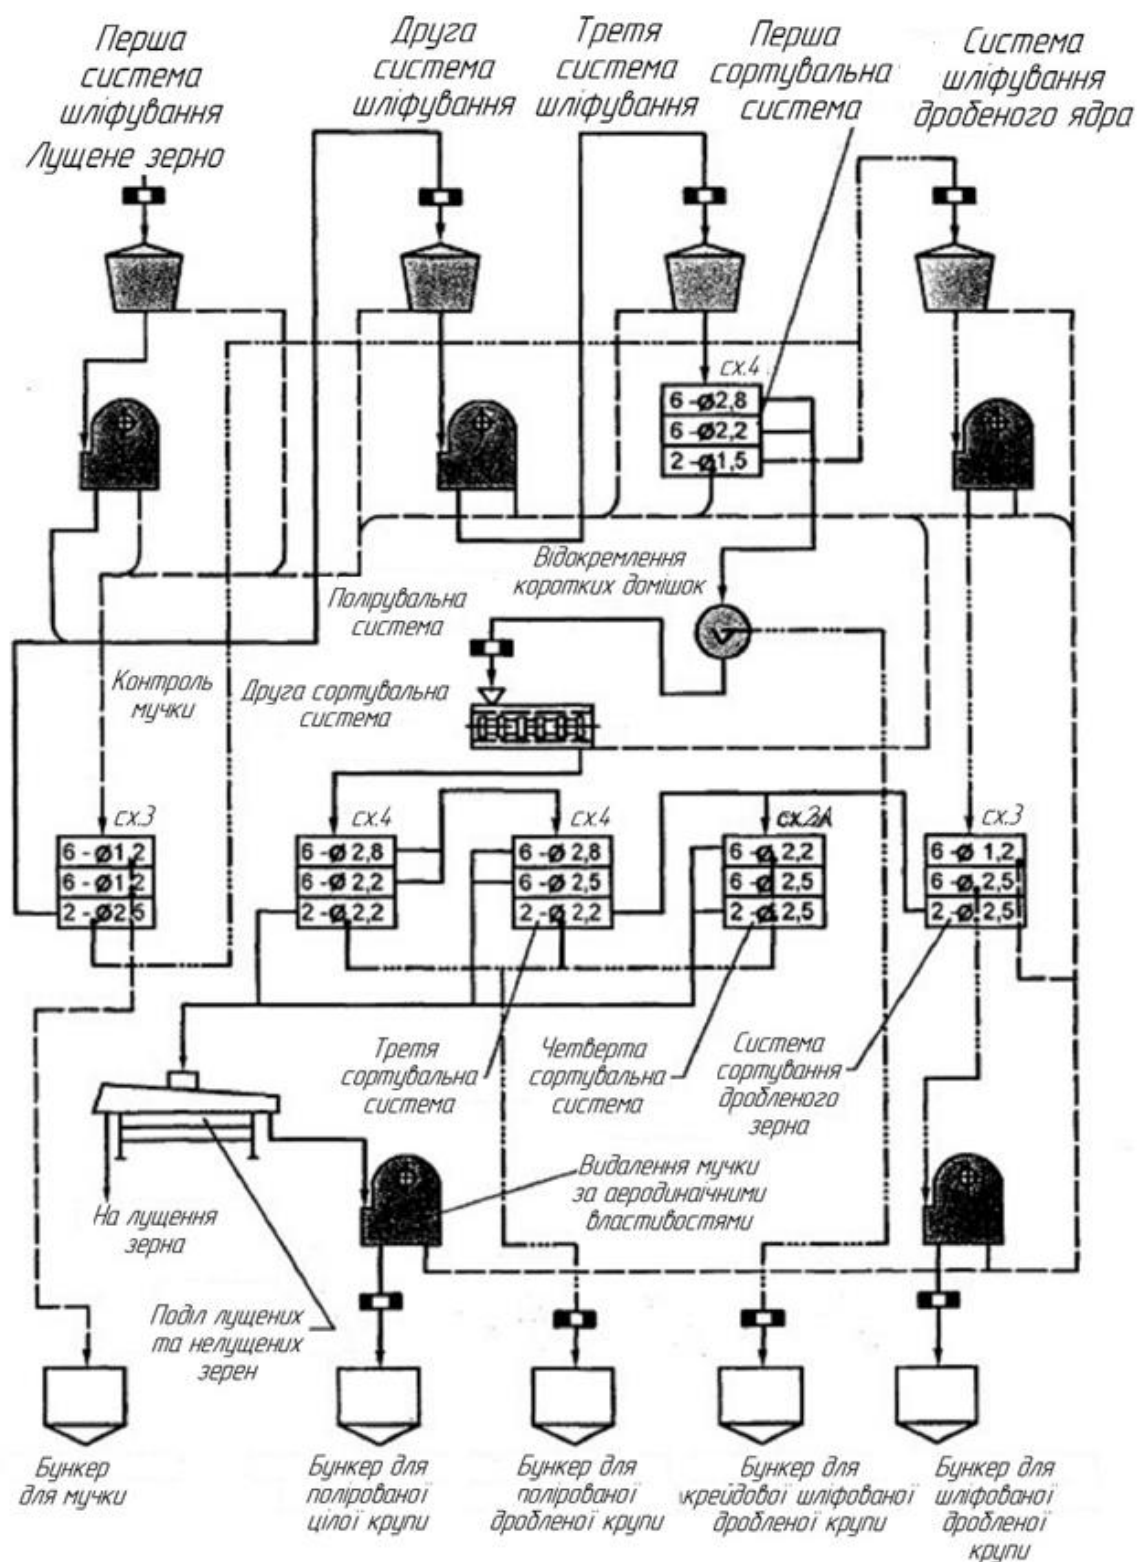 Перша
система
шліфування
Лущене зерно
Друга
система
шліфування
Третя
система
шліфування
Перша
сортувальна
система
Система
шліфування
дробеного ядра
сх.4
6 -Ø2,8
6 -Ø2,2
2 -Ø1,5
Відокремлення
коротких домішок
Полірувальна
система
Контроль
мучки
Друга сортувальна
система
сх.3
6 -Ø1,2
6 -Ø1,2
2 -Ø2,5
сх.4
6 -Ø 2,8
6 -Ø 2,2
2 -Ø 2,2
сх.4
6 -Ø 2,8
6 -Ø 2,5
2 -Ø 2,2
сх.2А
6 -Ø 2,2
6 -Ø 2,5
2 -Ø 2,5
сх.3
6 -Ø 1,2
6 -Ø 2,5
2 -Ø 2,5
Третя
сортувальна
система
Четверта
сортувальна
система
Система
сортування
дробленого
зерна
На лущення
зерна
Видалення мучки
за аеродинаічними
властивостями
Поділ лущених
та нелущених
зерен
Бункер
для мучки
Бункер для
полірованої
цілої крупи
Бункер для
полірованої
дробленої крупи
Бункер для
крейдової шліфованої
дробленої крупи
Бункер для
шліфованої
дробленої
крупи